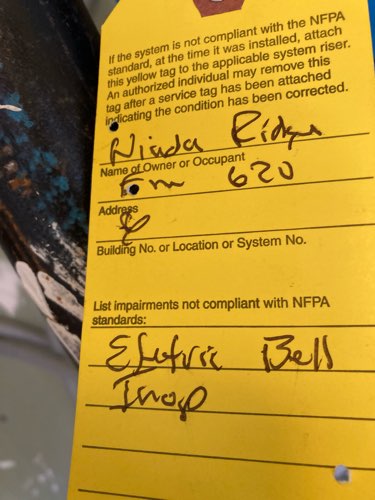 If the system is not compliant with the NFPA
standard, at the time it was installed, attach
this yellow tag to the applicable system riser.
An authorized individual may remove this
tag after a service tag has been attached
indicating the condition has been corrected.
Ridge
Name of Owner or Occupant
Fm 620
Address
Building No. or Location or System No.
List impairments not compliant with NFPA
standards:
Electric Bell
Inop